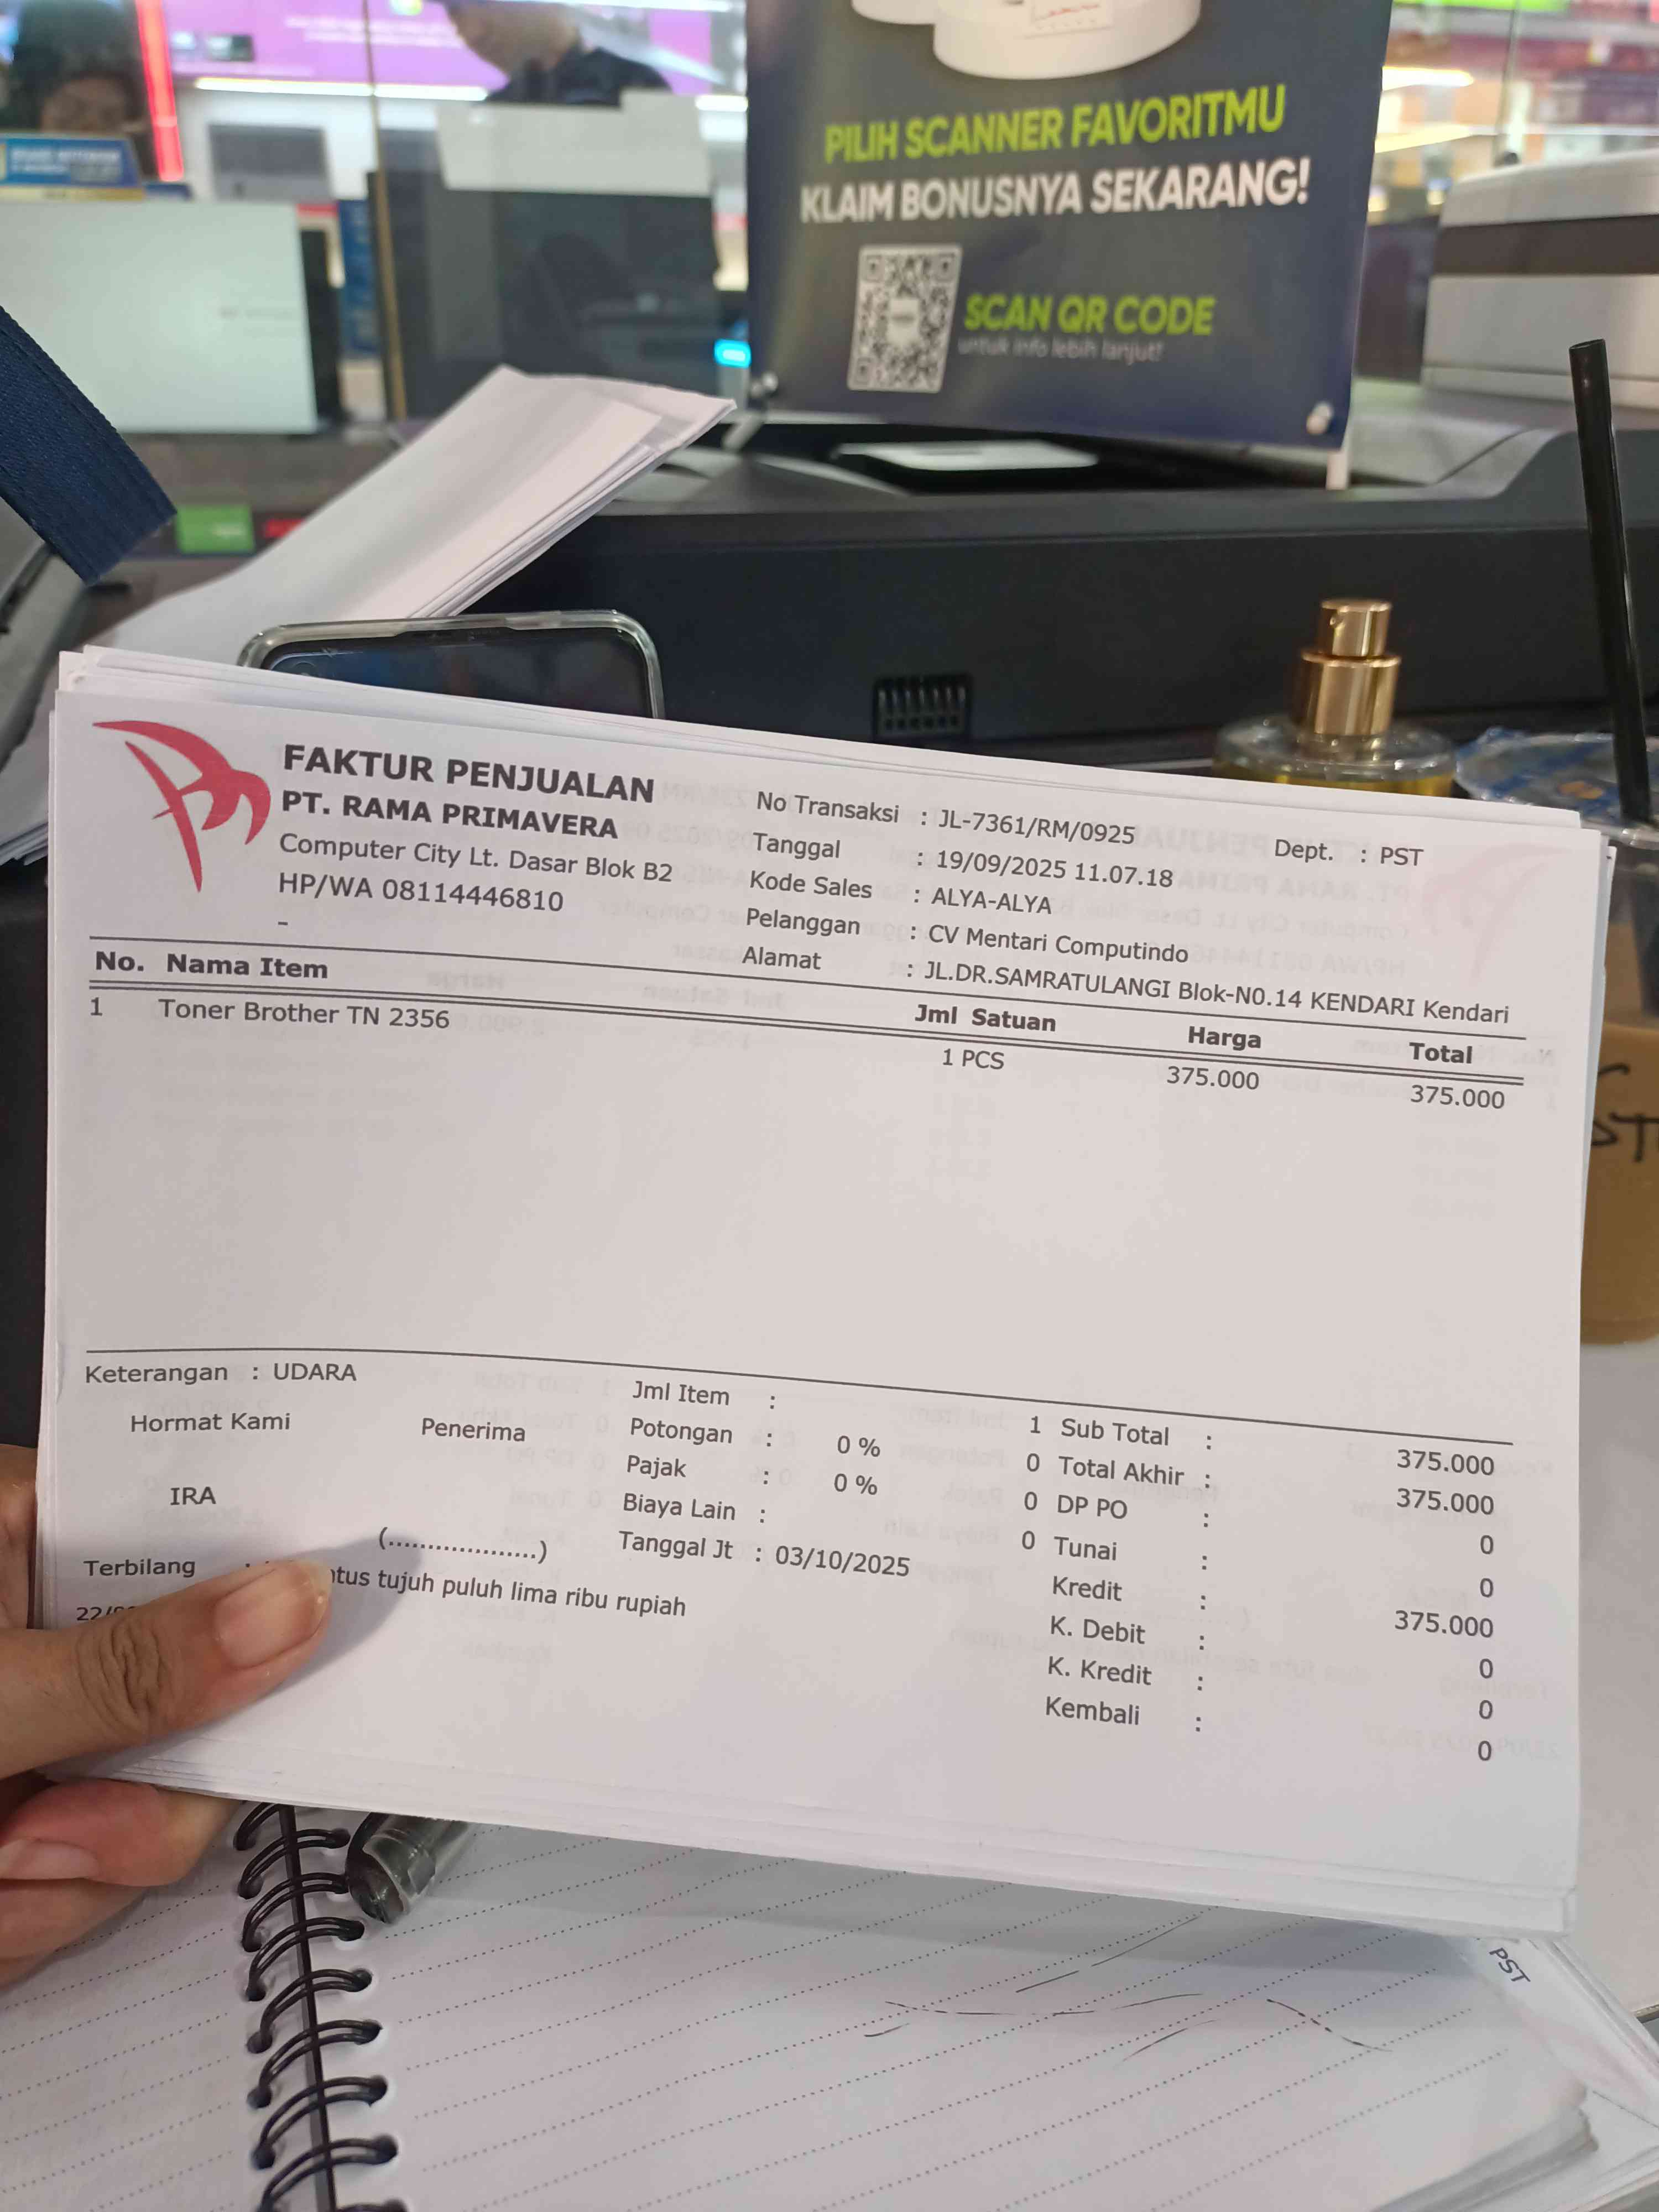 PILIH SCANNER FAVORITMU
KLAIM BONUSNYA SEKARANG!
SCAN QR CODE
untuk info lebih lanjut!
FAKTUR PENJUALAN
PT. RAMA PRIMAVERA
Computer City Lt. Dasar Blok B2
HP/WA 08114446810
-
No Transaksi : JL-7361/RM/0925 Dept. : PST
Tanggal : 19/09/2025 11.07.18
Kode Sales : ALYA-ALYA
Pelanggan : CV Mentari Computindo
Alamat : JL.DR.SAMRATULANGI Blok-N0.14 KENDARI Kendari
No. Nama Item Jml Satuan Harga Total
1 Toner Brother TN 2356 1 PCS 375.000 375.000
Keterangan : UDARA
Hormat Kami Penerima
IRA
(...................)
Jml Item : 1
Potongan : 0 % 0
Pajak : 0 % 0
Biaya Lain : 0
Tanggal Jt : 03/10/2025
Sub Total : 375.000
Total Akhir : 375.000
DP PO : 0
Tunai : 0
Kredit : 375.000
K. Debit : 0
K. Kredit : 0
Kembali : 0
Terbilang : tujuh puluh lima ribu rupiah
PST